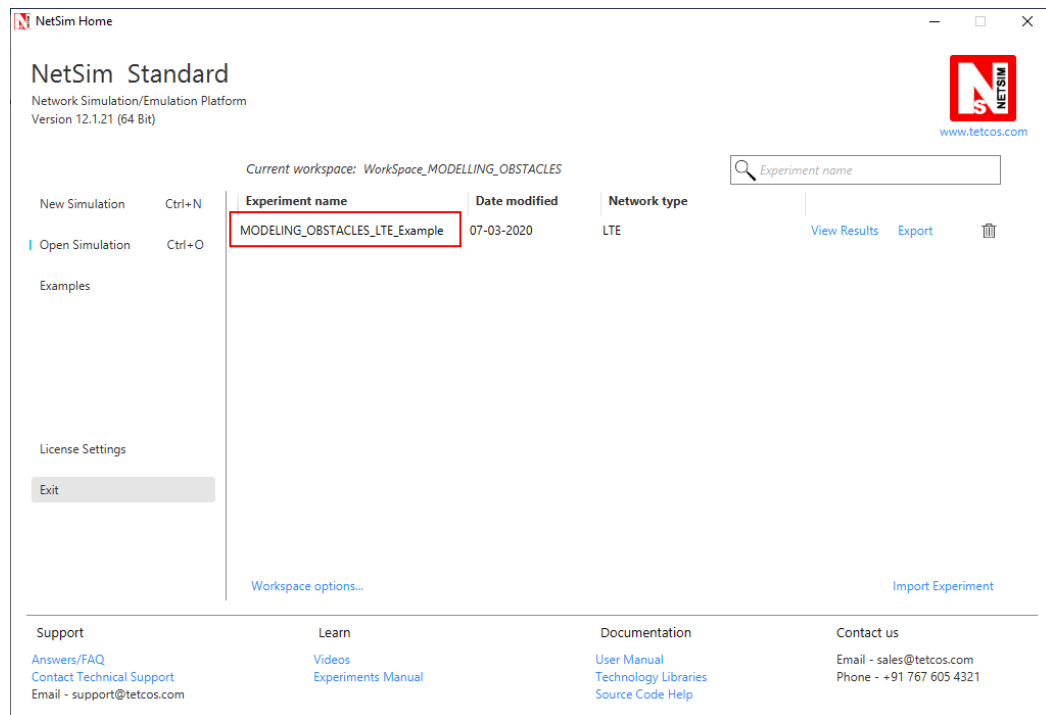 NetSim Home
NetSim Standard
Network Simulation/Emulation Platform
Version 12.1.21 (64 Bit)
NS NETSIM
www.tetcos.com
Current workspace: WorkSpace_MODELLING_OBSTACLES
Experiment name
New Simulation Ctrl+N
Open Simulation Ctrl+O
Examples
License Settings
Exit
Experiment name Date modified Network type
MODELING_OBSTACLES_LTE_Example 07-03-2020 LTE View Results Export
Workspace options...
Import Experiment
Support
Answers/FAQ
Contact Technical Support
Email - support@tetcos.com
Learn
Videos
Experiments Manual
Documentation
User Manual
Technology Libraries
Source Code Help
Contact us
Email - sales@tetcos.com
Phone - +91 767 605 4321